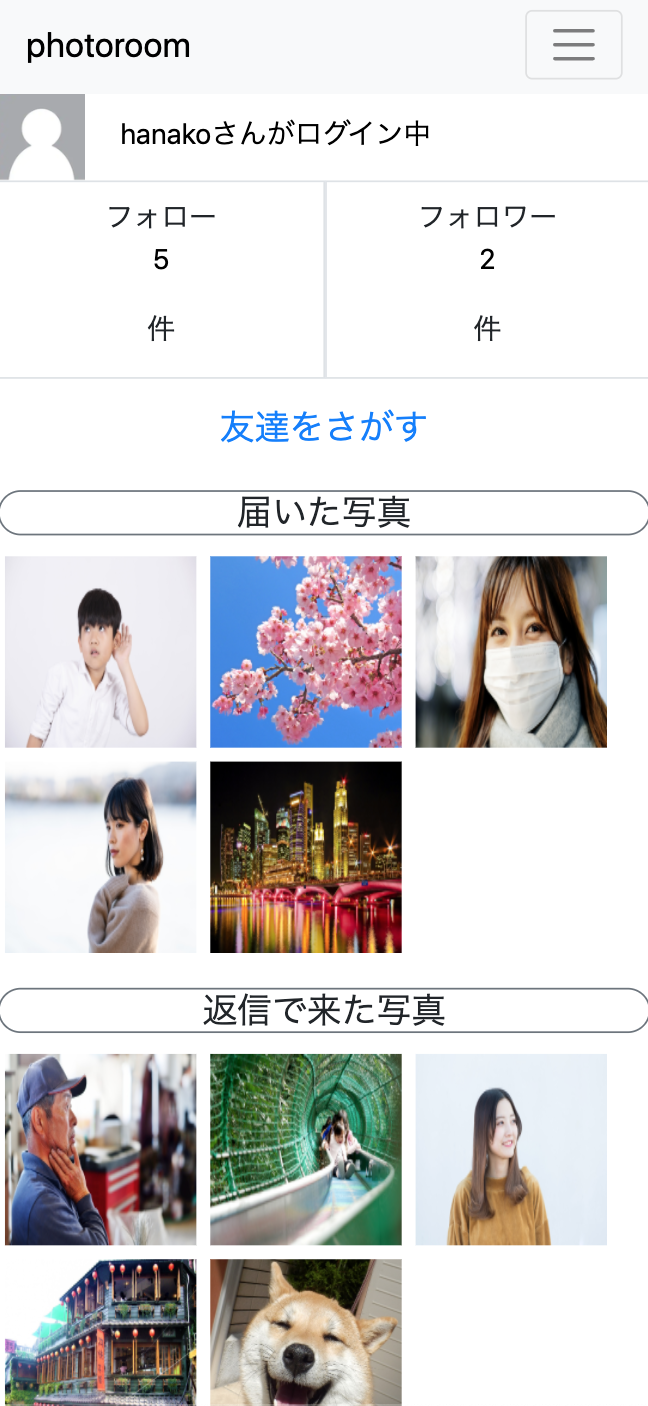 photoroom
hanakoさんがログイン中
フォロー
5
件
フォロワー
2
件
友達をさがす
届いた写真
返信で来た写真